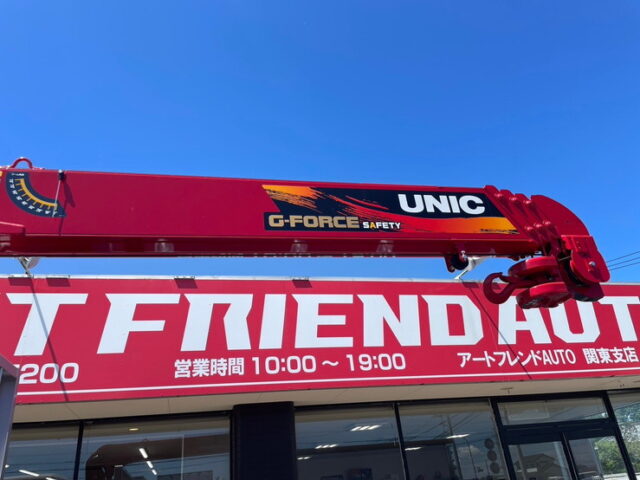 UNIC
G-FORCE SAFETY
T FRIEND AUT
200
営業時間 10:00～19:00
アートフレンドAUTO 関東支店